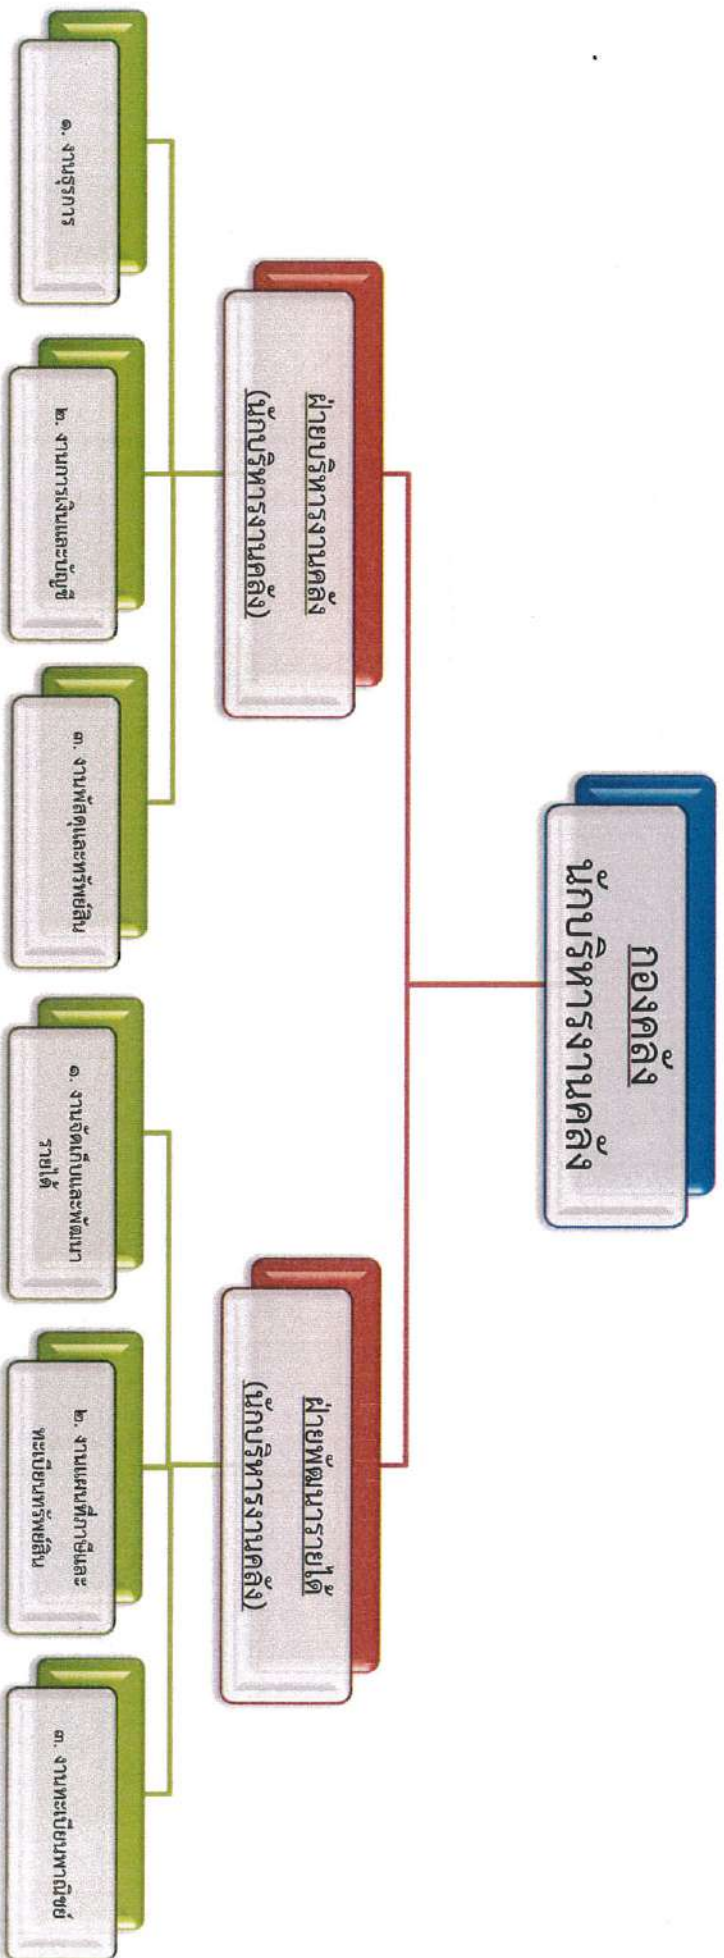 กองคลัง
นักบริหารงานคลัง
ฝ่ายบริหารงานคลัง
(นักบริหารงานคลัง)
ฝ่ายพัฒนารายได้
(นักบริหารงานคลัง)
๑. งานธุรการ
๒. งานการเงินและบัญชี
๓. งานพัสดุและทรัพย์สิน
๑. งานจัดเก็บและพัฒนา
รายได้
๒. งานแผนที่ภาษีและ
ทะเบียนทรัพย์สิน
๓. งานทะเบียนพาณิชย์